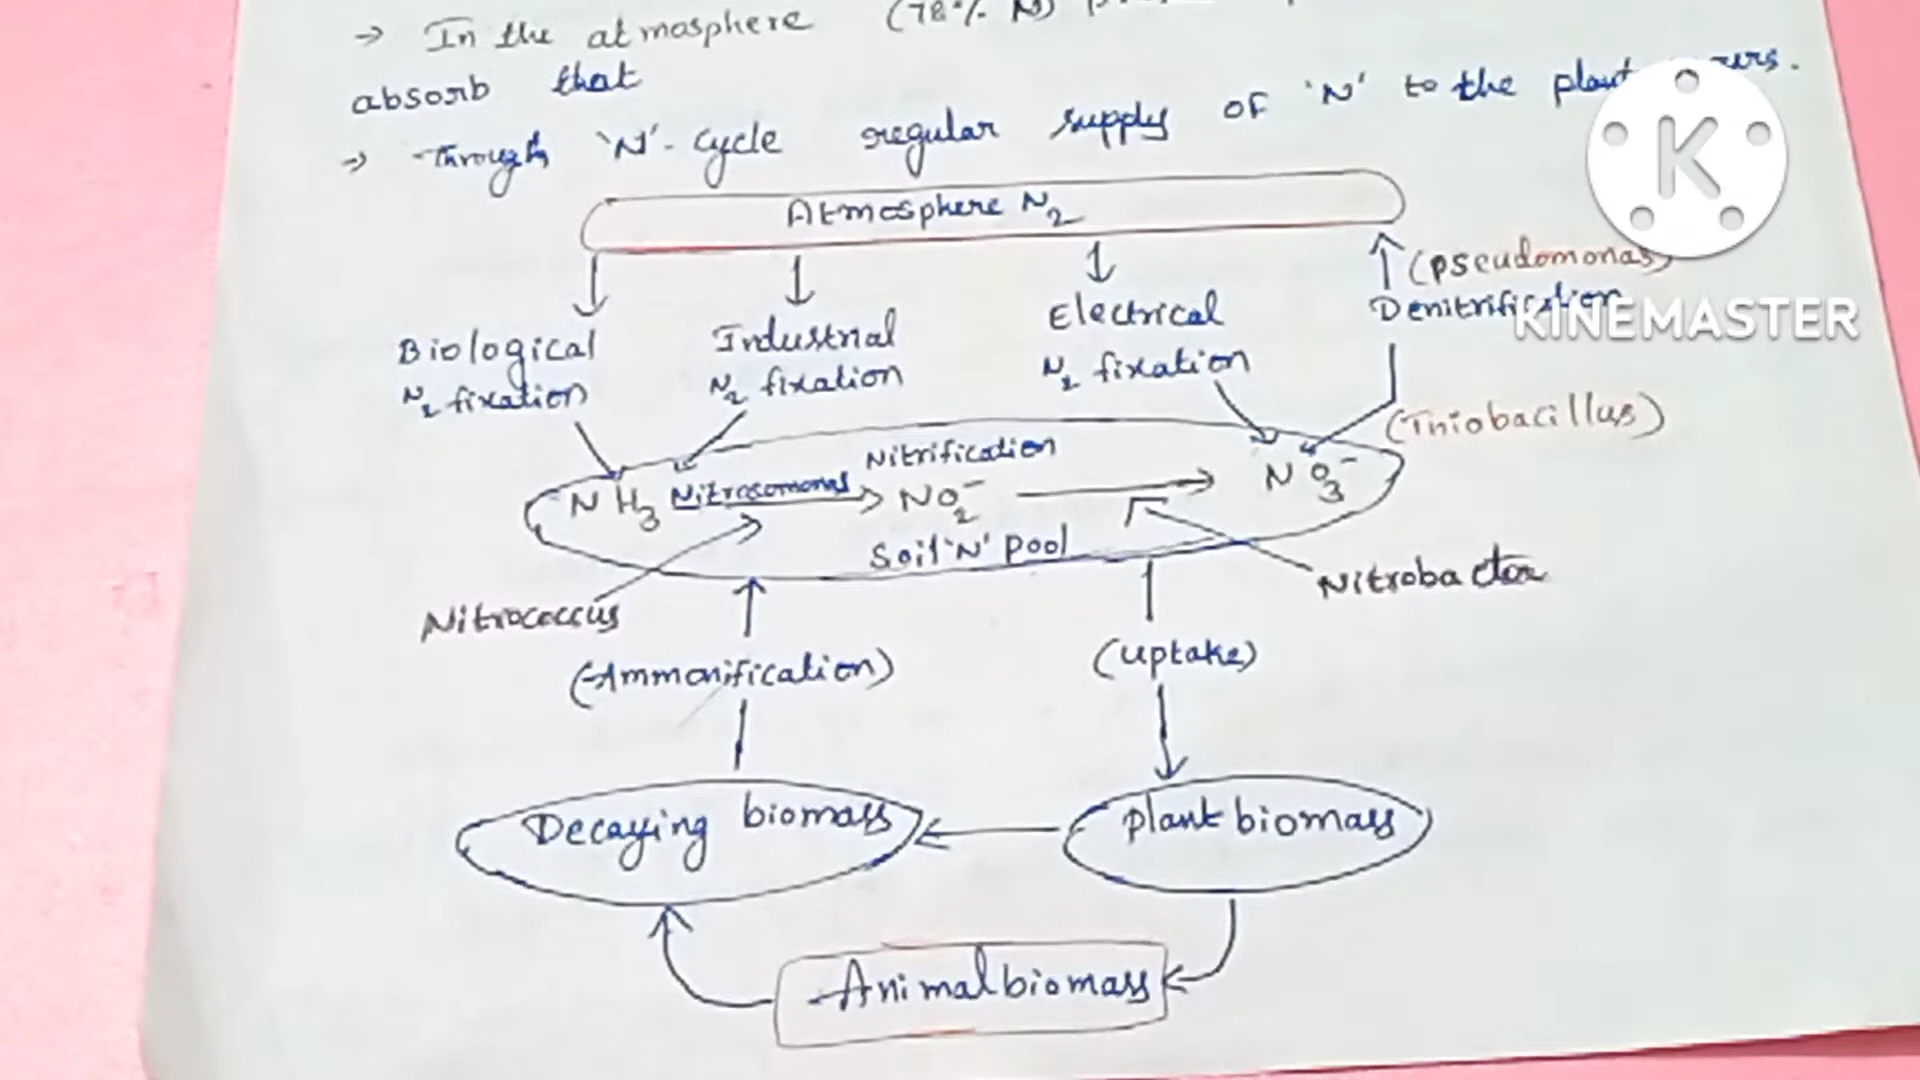 → In the atmosphere (78% N)
absorb that
→ Through 'N'- cycle regular supply of 'N' to the plant
Atmosphere N₂
(pseudomonas)
Denitrification
KINEMASTER
Biological
N₂ fixation
Industrial
N₂ fixation
Electrical
N₂ fixation
(Thiobacillus)
Nitrification
NH₃ Nitrosomonas NO₂⁻ NO₃⁻
Soil 'N' pool
Nitrococcus
Nitrobacter
(Ammonification)
(uptake)
Decaying biomass
plant biomass
Animal biomass